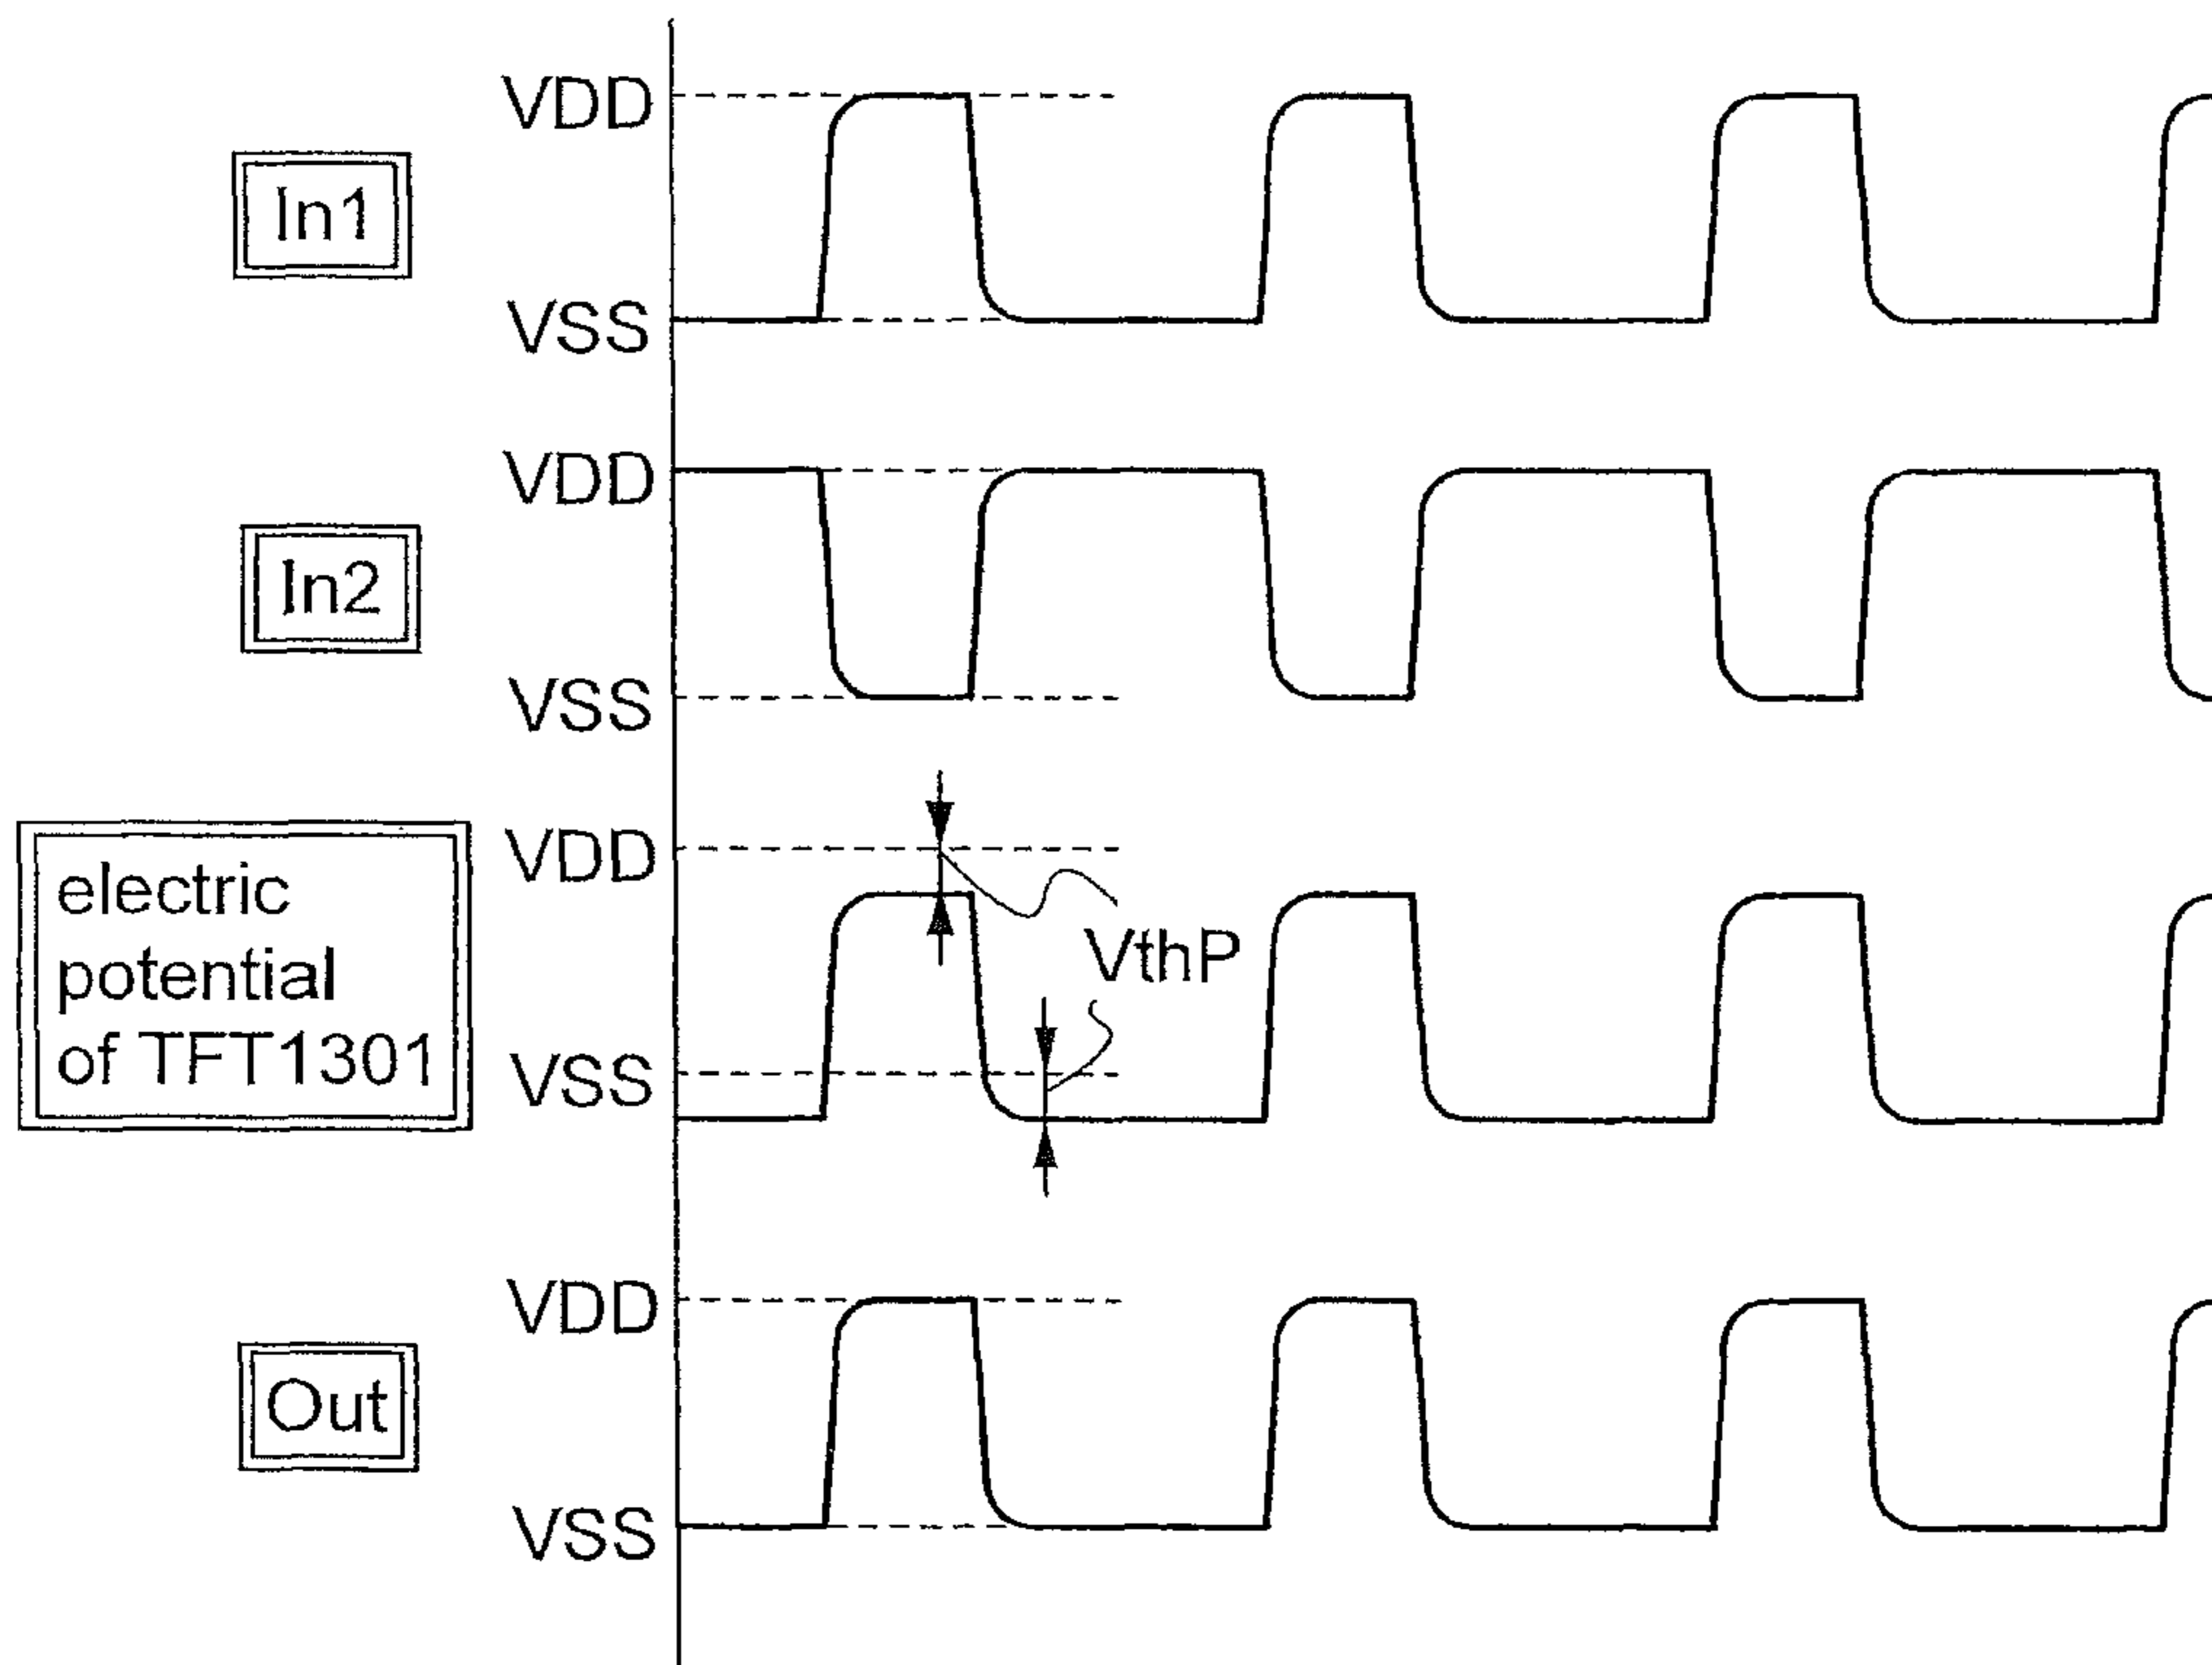 VDD
In1
VSS
VDD
In2
VSS
VDD
electric
potential
of TFT1301
VthP
VSS
VDD
Out
VSS